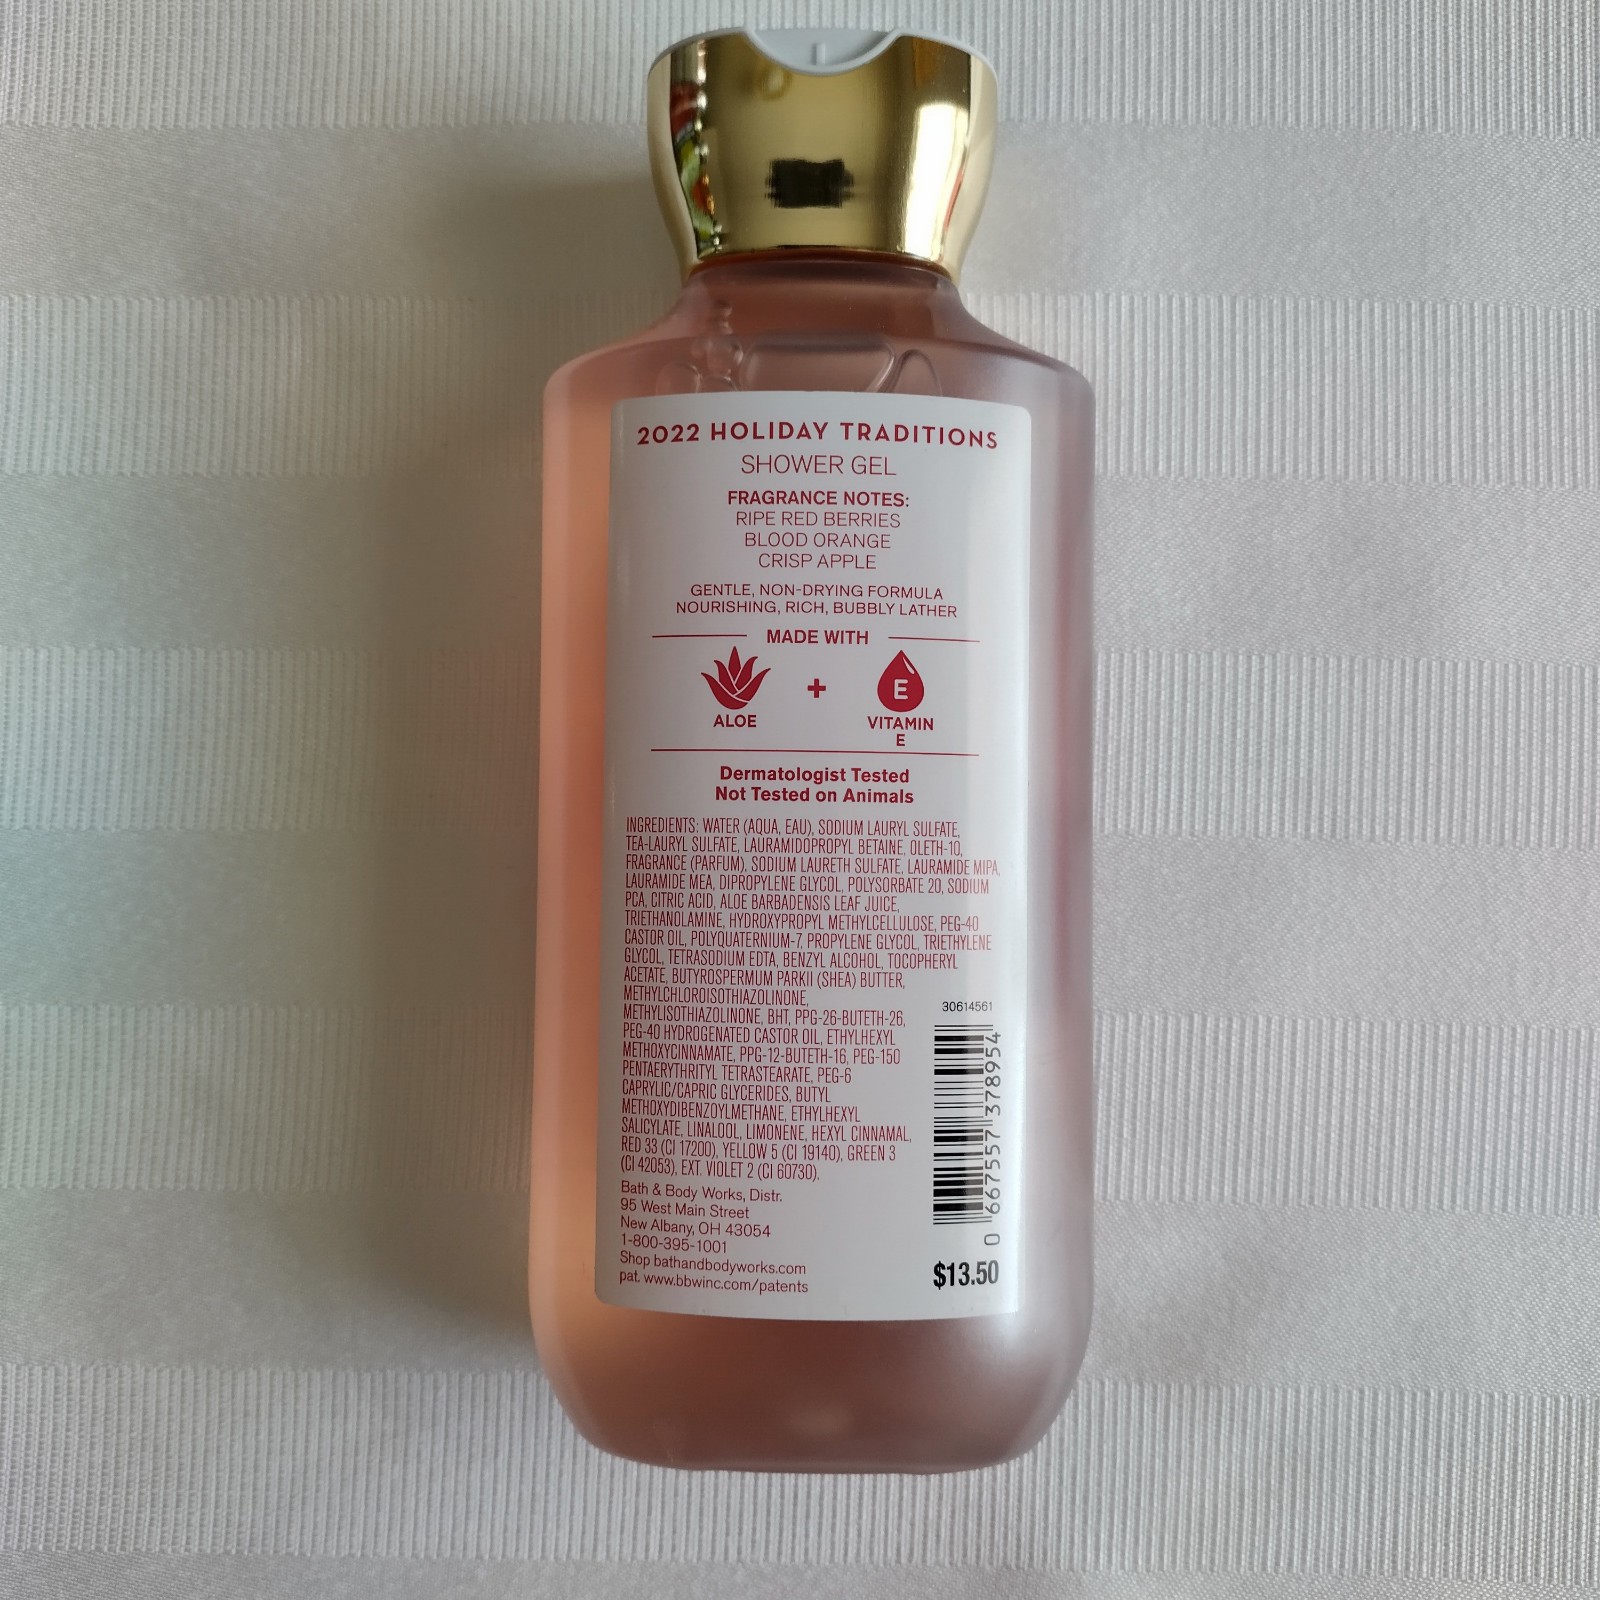 2022 HOLIDAY TRADITIONS
SHOWER GEL
FRAGRANCE NOTES:
RIPE RED BERRIES
BLOOD ORANGE
CRISP APPLE
GENTLE, NON-DRYING FORMULA
NOURISHING, RICH, BUBBLY LATHER
MADE WITH
ALOE
+
E
VITAMIN
E
Dermatologist Tested
Not Tested on Animals
INGREDIENTS: WATER (AQUA, EAU), SODIUM LAURYL SULFATE,
TEA-LAURYL SULFATE, LAURAMIDOPROPYL BETAINE, OLETH-10,
FRAGRANCE (PARFUM), SODIUM LAURETH SULFATE, LAURAMIDE MIPA,
LAURAMIDE MEA, DIPROPYLENE GLYCOL, POLYSORBATE 20, SODIUM
PCA, CITRIC ACID, ALOE BARBADENSIS LEAF JUICE,
TRIETHANOLAMINE, HYDROXYPROPYL METHYLCELLULOSE, PEG-40
CASTOR OIL, POLYQUATERNIUM-7, PROPYLENE GLYCOL, TRIETHYLENE
GLYCOL, TETRASODIUM EDTA, BENZYL ALCOHOL, TOCOPHERYL
ACETATE, BUTYROSPERMUM PARKII (SHEA) BUTTER,
METHYLCHLOROISOTHIAZOLINONE,
METHYLISOTHIAZOLINONE, BHT, PPG-26-BUTETH-26,
PEG-40 HYDROGENATED CASTOR OIL, ETHYLHEXYL
METHOXYCINNAMATE, PPG-12-BUTETH-16, PEG-150
PENTAERYTHRITYL TETRASTEARATE, PEG-6
CAPRYLIC/CAPRIC GLYCERIDES, BUTYL
METHOXYDIBENZOYLMETHANE, ETHYLHEXYL
SALICYLATE, LINALOOL, LIMONENE, HEXYL CINNAMAL,
RED 33 (CI 17200), YELLOW 5 (CI 19140), GREEN 3
(CI 42053), EXT. VIOLET 2 (CI 60730).
Bath & Body Works, Distr.
95 West Main Street
New Albany, OH 43054
1-800-395-1001
Shop bathandbodyworks.com
pat. www.bbwinc.com/patents
30614561
0 667557 378954
$13.50